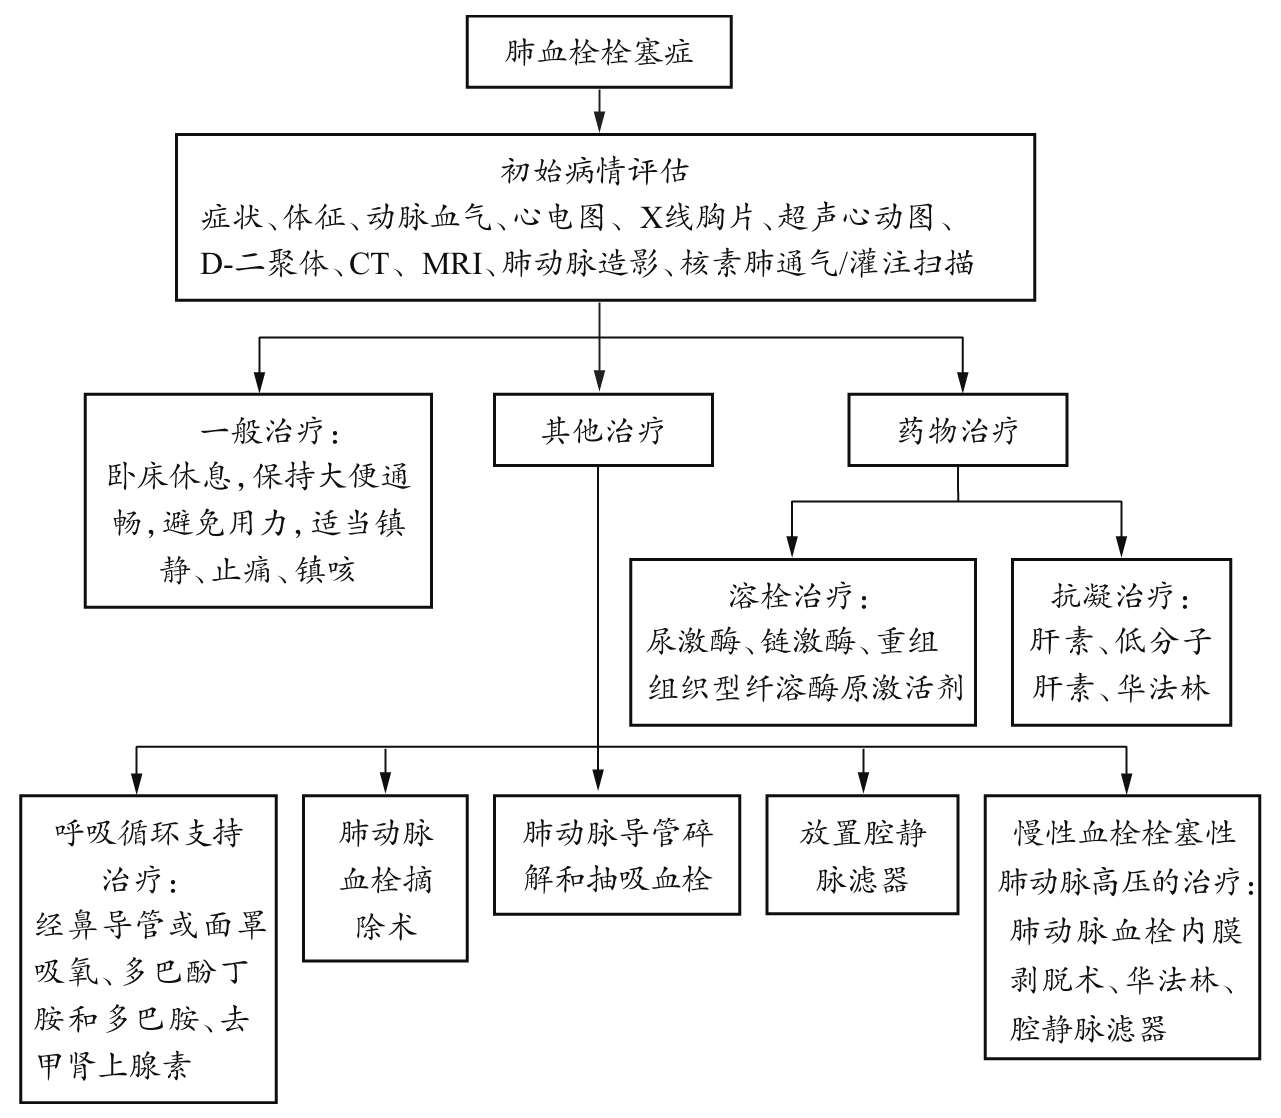 肺血栓栓塞症
初始病情评估
症状、体征、动脉血气、心电图、X线胸片、超声心动图、
D-二聚体、CT、MRI、肺动脉造影、核素肺通气/灌注扫描
一般治疗：
卧床休息，保持大便通
畅，避免用力，适当镇
静、止痛、镇咳
其他治疗
药物治疗
溶栓治疗：
尿激酶、链激酶、重组
组织型纤溶酶原激活剂
抗凝治疗：
肝素、低分子
肝素、华法林
呼吸循环支持
治疗：
经鼻导管或面罩
吸氧、多巴酚丁
胺和多巴胺、去
甲肾上腺素
肺动脉
血栓摘
除术
肺动脉导管碎
解和抽吸血栓
放置腔静
脉滤器
慢性血栓栓塞性
肺动脉高压的治疗：
肺动脉血栓内膜
剥脱术、华法林、
腔静脉滤器